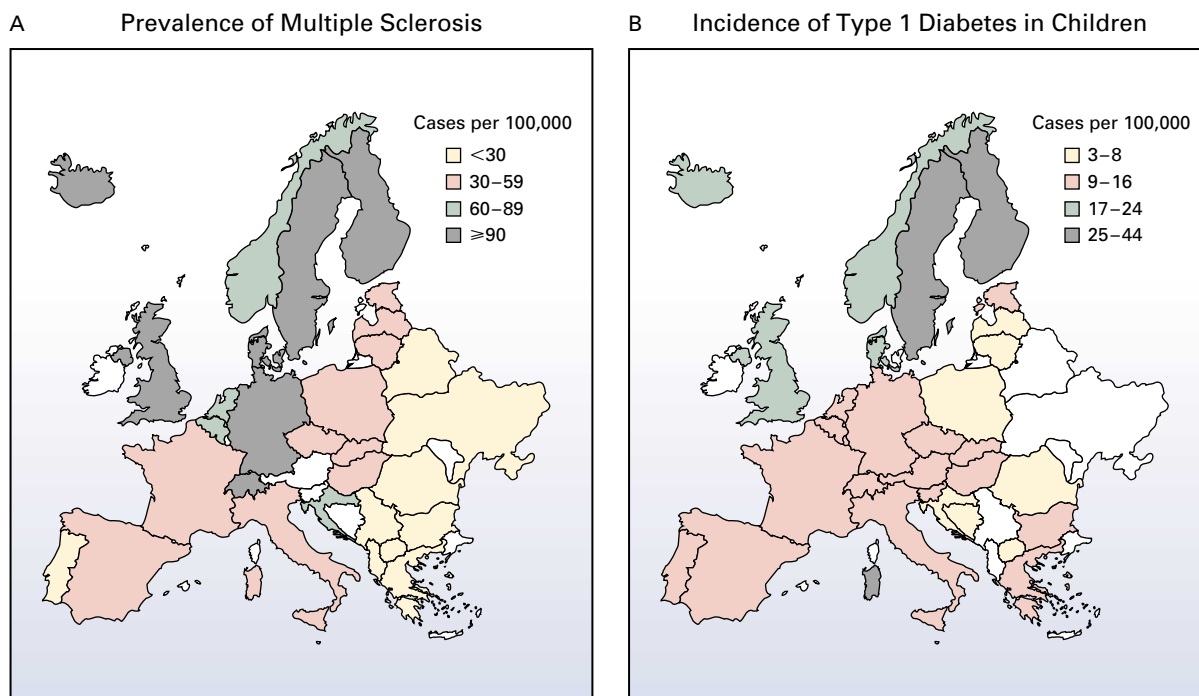 A Prevalence of Multiple Sclerosis
Cases per 100,000
<30
30–59
60–89
≥90
B Incidence of Type 1 Diabetes in Children
Cases per 100,000
3–8
9–16
17–24
25–44